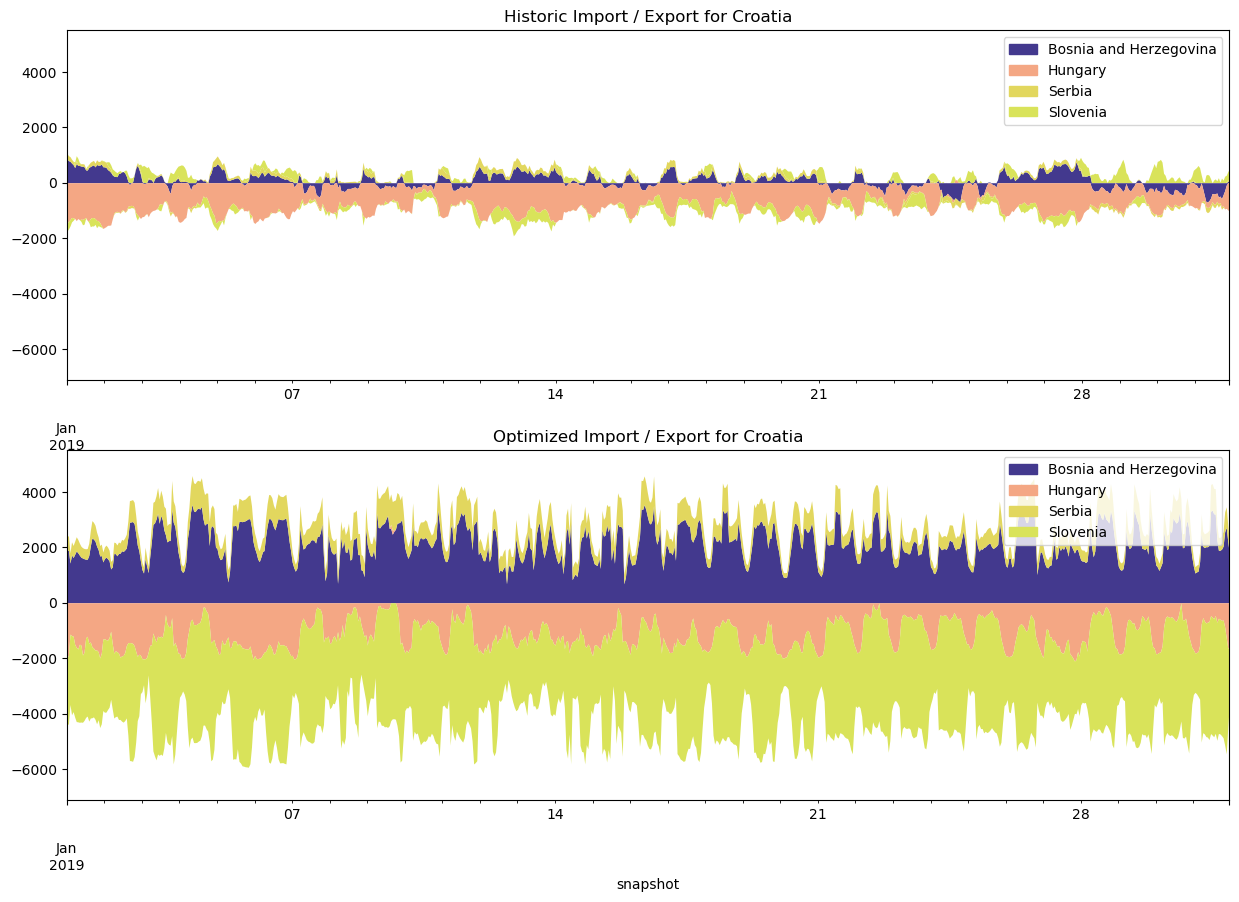 Historic Import / Export for Croatia
4000
2000
0
−2000
−4000
−6000
Bosnia and Herzegovina
Hungary
Serbia
Slovenia
07
14
21
28
Jan
2019
Optimized Import / Export for Croatia
4000
2000
0
−2000
−4000
−6000
Bosnia and Herzegovina
Hungary
Serbia
Slovenia
07
14
21
28
Jan
2019
snapshot